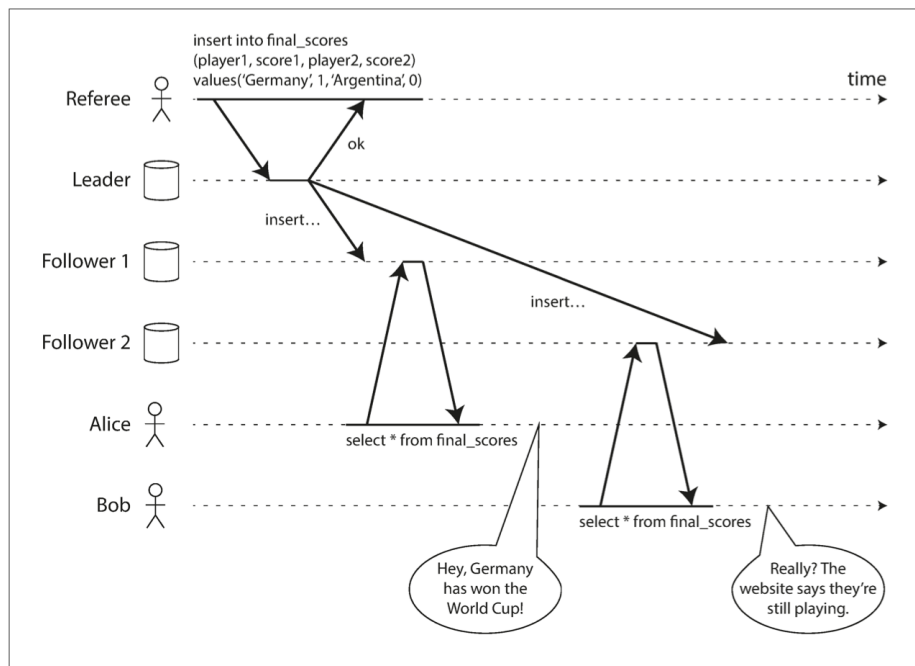 insert into final_scores
(player1, score1, player2, score2)
values(‘Germany’, 1, ‘Argentina’, 0)
time
Referee
ok
Leader
insert…
Follower 1
insert…
Follower 2
Alice
select * from final_scores
Bob
select * from final_scores
Hey, Germany
has won the
World Cup!
Really? The
website says they’re
still playing.